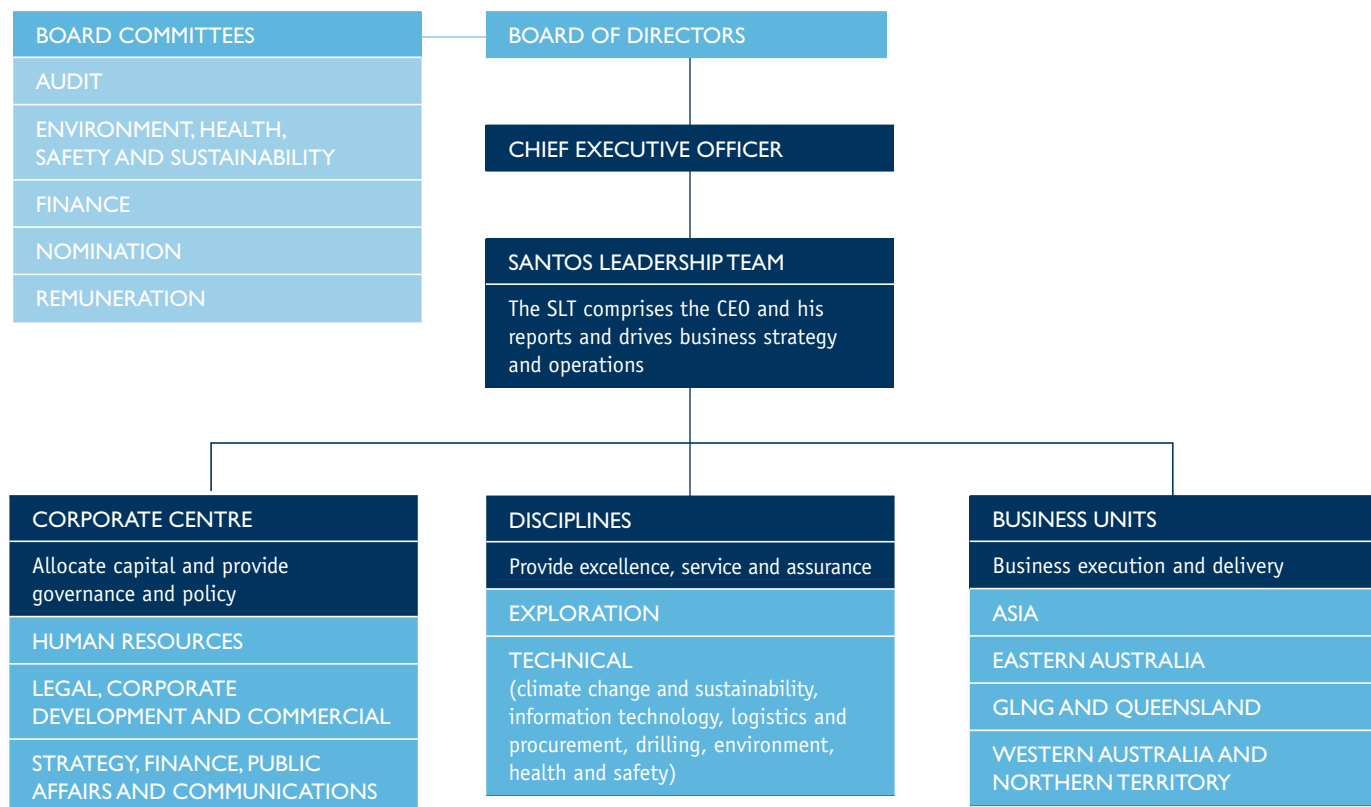 BOARD COMMITTEES
AUDIT
ENVIRONMENT, HEALTH,
SAFETY AND SUSTAINABILITY
FINANCE
NOMINATION
REMUNERATION
BOARD OF DIRECTORS
CHIEF EXECUTIVE OFFICER
SANTOS LEADERSHIP TEAM
The SLT comprises the CEO and his
reports and drives business strategy
and operations
CORPORATE CENTRE
Allocate capital and provide
governance and policy
HUMAN RESOURCES
LEGAL, CORPORATE
DEVELOPMENT AND COMMERCIAL
STRATEGY, FINANCE, PUBLIC
AFFAIRS AND COMMUNICATIONS
DISCIPLINES
Provide excellence, service and assurance
EXPLORATION
TECHNICAL
(climate change and sustainability,
information technology, logistics and
procurement, drilling, environment,
health and safety)
BUSINESS UNITS
Business execution and delivery
ASIA
EASTERN AUSTRALIA
GLNG AND QUEENSLAND
WESTERN AUSTRALIA AND
NORTHERN TERRITORY